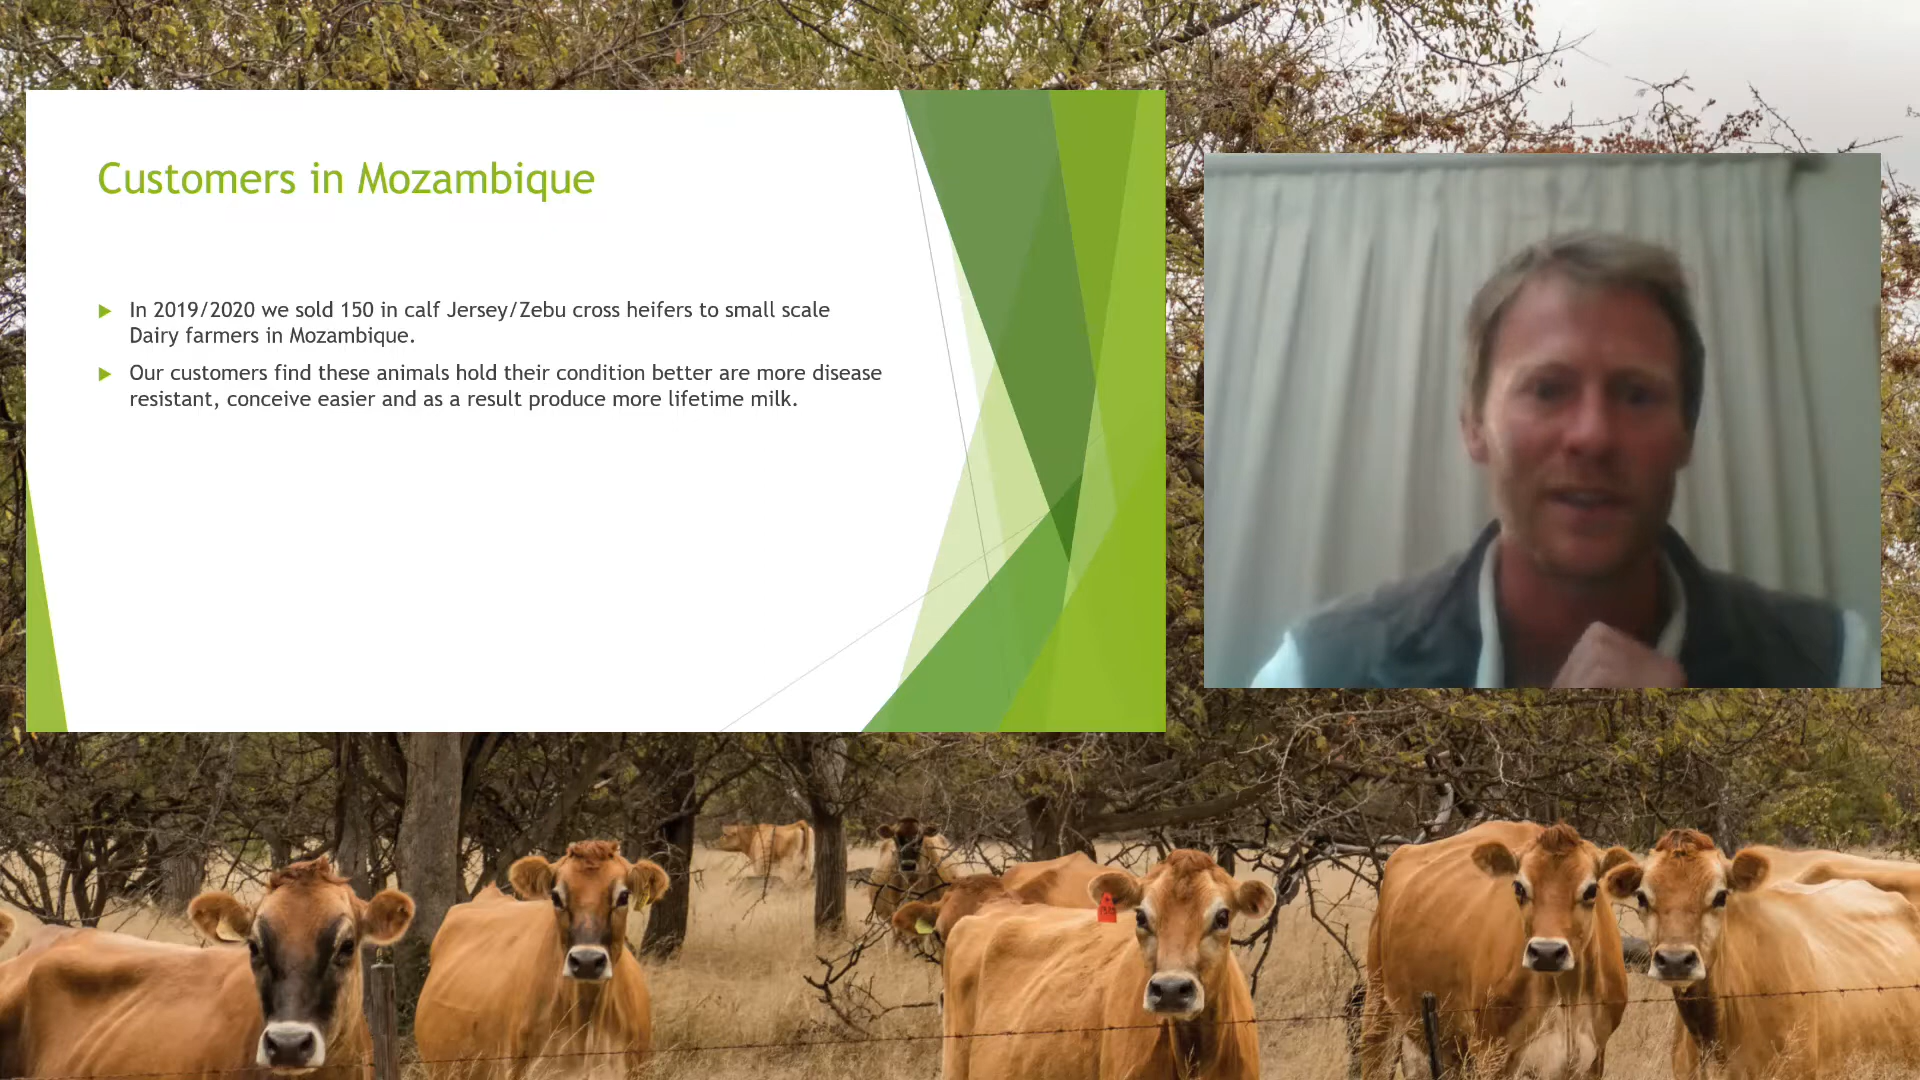 Customers in Mozambique
In 2019/2020 we sold 150 in calf Jersey/Zebu cross heifers to small scale
Dairy farmers in Mozambique.
Our customers find these animals hold their condition better are more disease
resistant, conceive easier and as a result produce more lifetime milk.